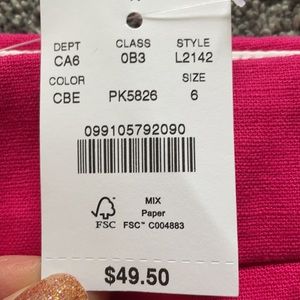 DEPT CLASS STYLE
CA6 0B3 L2142
COLOR SIZE
CBE PK5826 6
099105792090
MIX
Paper
FSC FSC™ C004883
$49.50